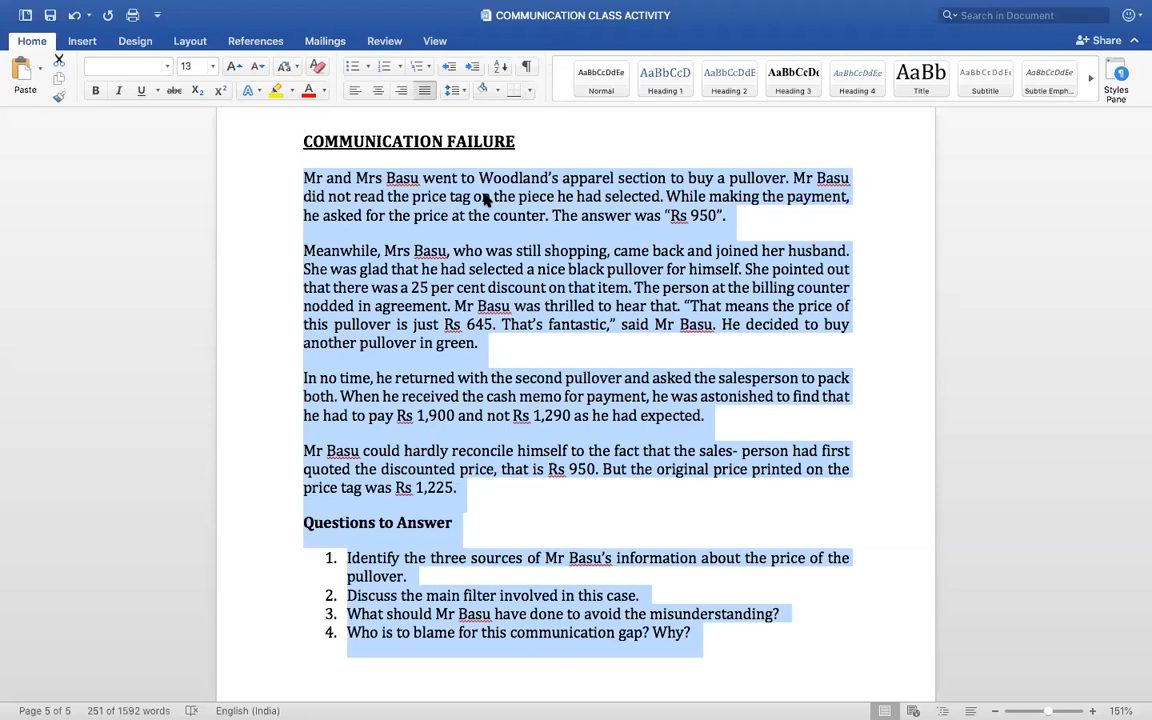 COMMUNICATION CLASS ACTIVITY
Search in Document
Home Insert Design Layout References Mailings Review View
Share
Paste
13
B I U abc X2 X2
AaBbCcDdEe AaBbCcD AaBbCcDdE AaBbCcDc AaBbCcDdEe AaBb AaBbCcDdEe AaBbCcDdEe
Normal Heading 1 Heading 2 Heading 3 Heading 4 Title Subtitle Subtle Emph...
Styles
Pane
COMMUNICATION FAILURE
Mr and Mrs Basu went to Woodland’s apparel section to buy a pullover. Mr Basu
did not read the price tag on the piece he had selected. While making the payment,
he asked for the price at the counter. The answer was “Rs 950”.
Meanwhile, Mrs Basu, who was still shopping, came back and joined her husband.
She was glad that he had selected a nice black pullover for himself. She pointed out
that there was a 25 per cent discount on that item. The person at the billing counter
nodded in agreement. Mr Basu was thrilled to hear that. “That means the price of
this pullover is just Rs 645. That’s fantastic,” said Mr Basu. He decided to buy
another pullover in green.
In no time, he returned with the second pullover and asked the salesperson to pack
both. When he received the cash memo for payment, he was astonished to find that
he had to pay Rs 1,900 and not Rs 1,290 as he had expected.
Mr Basu could hardly reconcile himself to the fact that the sales- person had first
quoted the discounted price, that is Rs 950. But the original price printed on the
price tag was Rs 1,225.
Questions to Answer
1. Identify the three sources of Mr Basu’s information about the price of the
pullover.
2. Discuss the main filter involved in this case.
3. What should Mr Basu have done to avoid the misunderstanding?
4. Who is to blame for this communication gap? Why?
Page 5 of 5 251 of 1592 words English (India) 151%